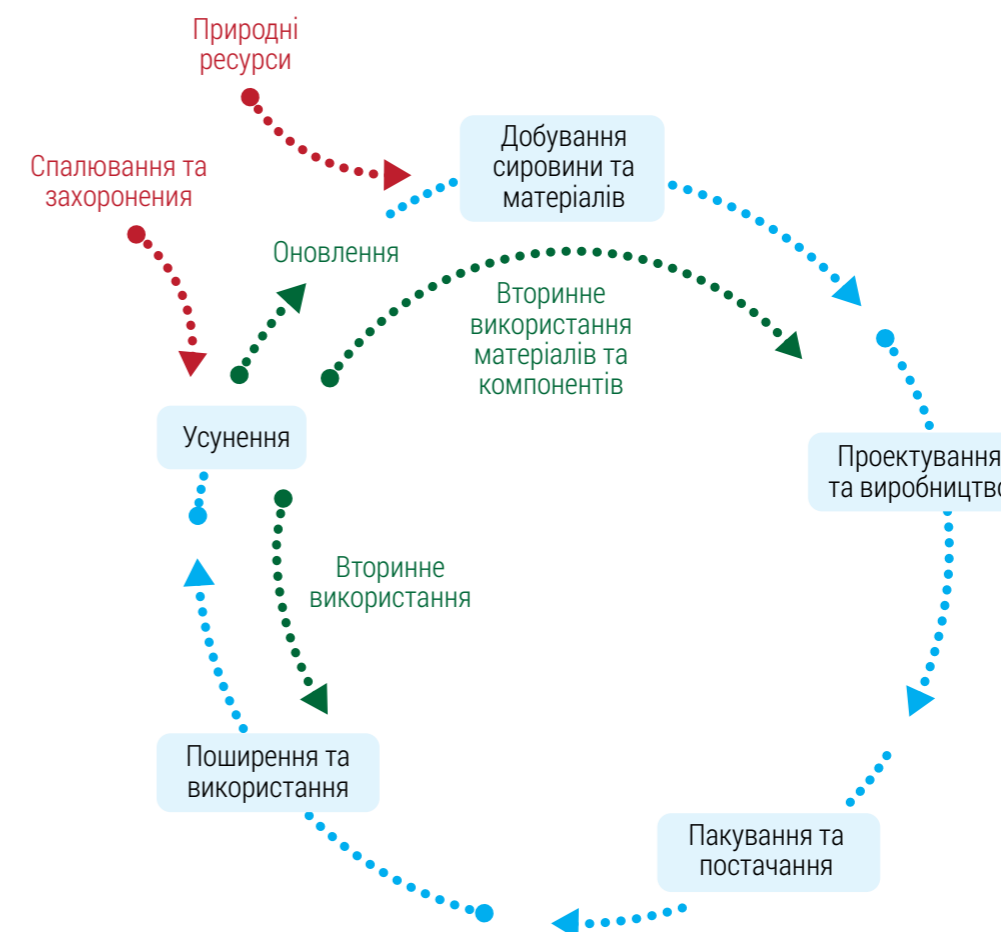 Природні
ресурси
Добування
сировини та
матеріалів
Спалювання та
захоронения
Оновлення
Вторинне
використання
матеріалів та
компонентів
Усунення
Проектування
та виробництво
Вторинне
використання
Поширення та
використання
Пакування та
постачання